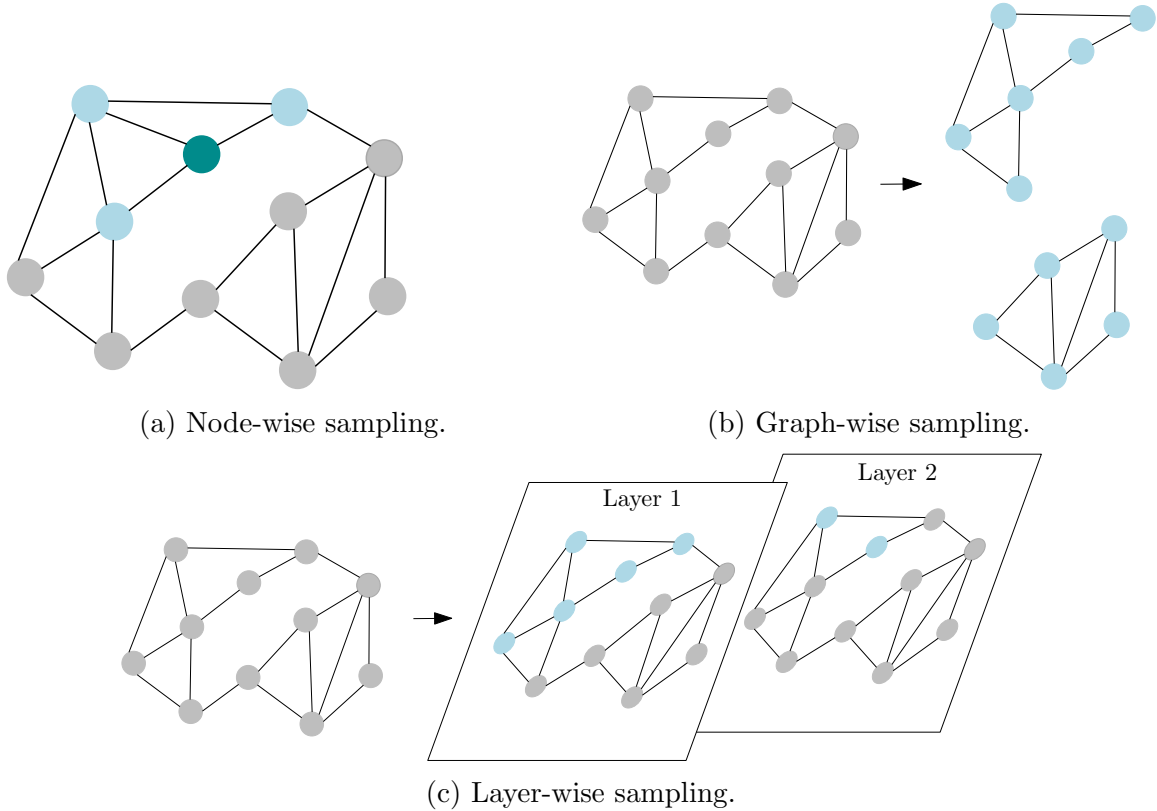 (a) Node-wise sampling.
(b) Graph-wise sampling.
Layer 1
Layer 2
(c) Layer-wise sampling.